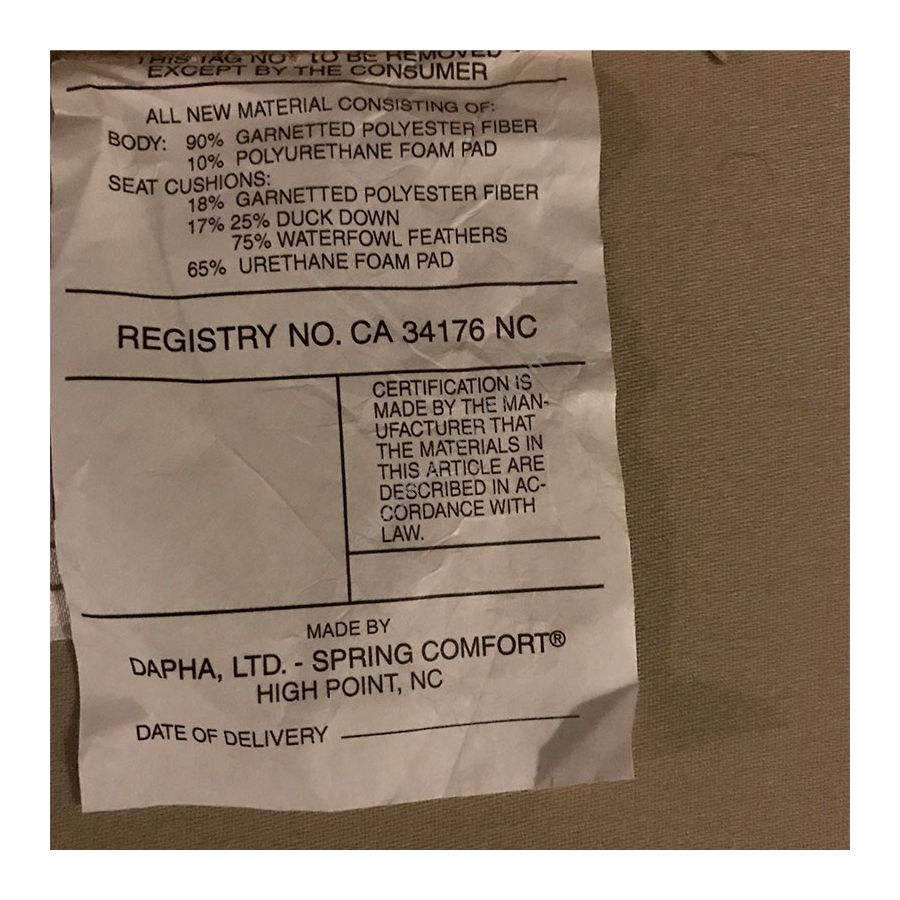 THIS TAG NOT TO BE REMOVED
EXCEPT BY THE CONSUMER
ALL NEW MATERIAL CONSISTING OF:
BODY: 90% GARNETTED POLYESTER FIBER
10% POLYURETHANE FOAM PAD
SEAT CUSHIONS:
18% GARNETTED POLYESTER FIBER
17% 25% DUCK DOWN
75% WATERFOWL FEATHERS
65% URETHANE FOAM PAD
REGISTRY NO. CA 34176 NC
CERTIFICATION IS
MADE BY THE MAN-
UFACTURER THAT
THE MATERIALS IN
THIS ARTICLE ARE
DESCRIBED IN AC-
CORDANCE WITH
LAW.
MADE BY
DAPHA, LTD. - SPRING COMFORT®
HIGH POINT, NC
DATE OF DELIVERY